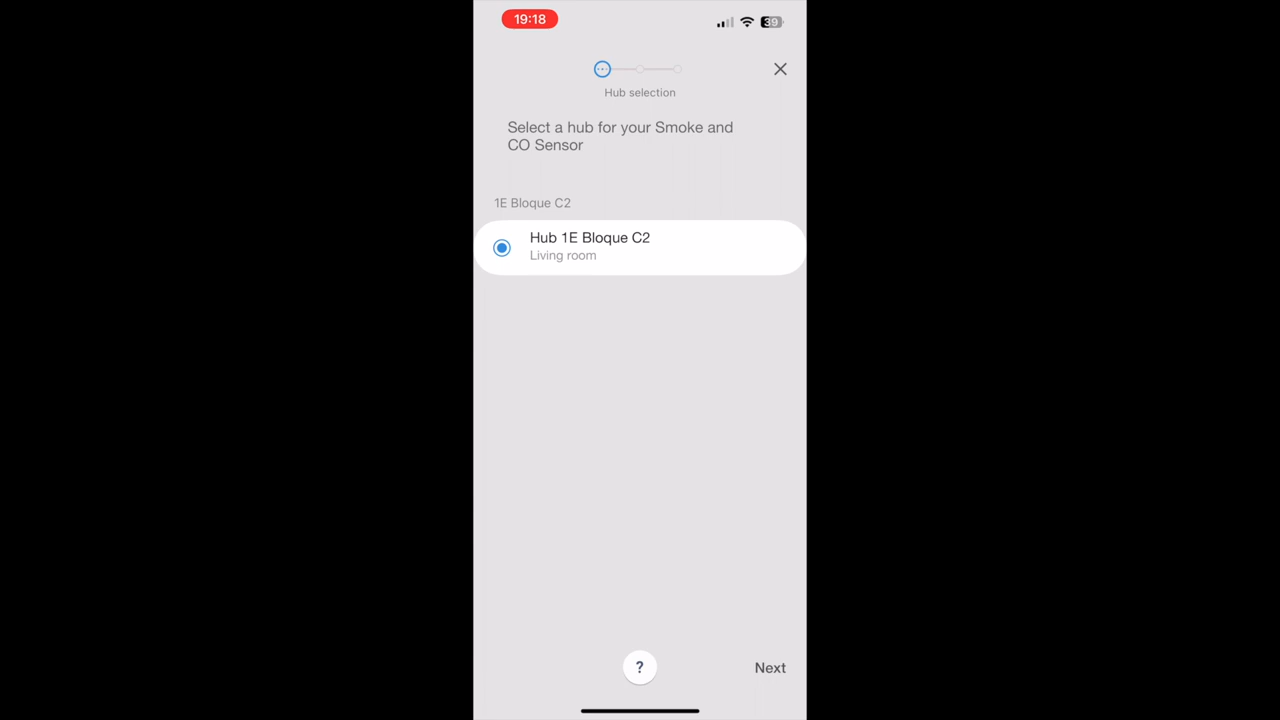 19:18
39
Hub selection
Select a hub for your Smoke and
CO Sensor
1E Bloque C2
Hub 1E Bloque C2
Living room
?
Next